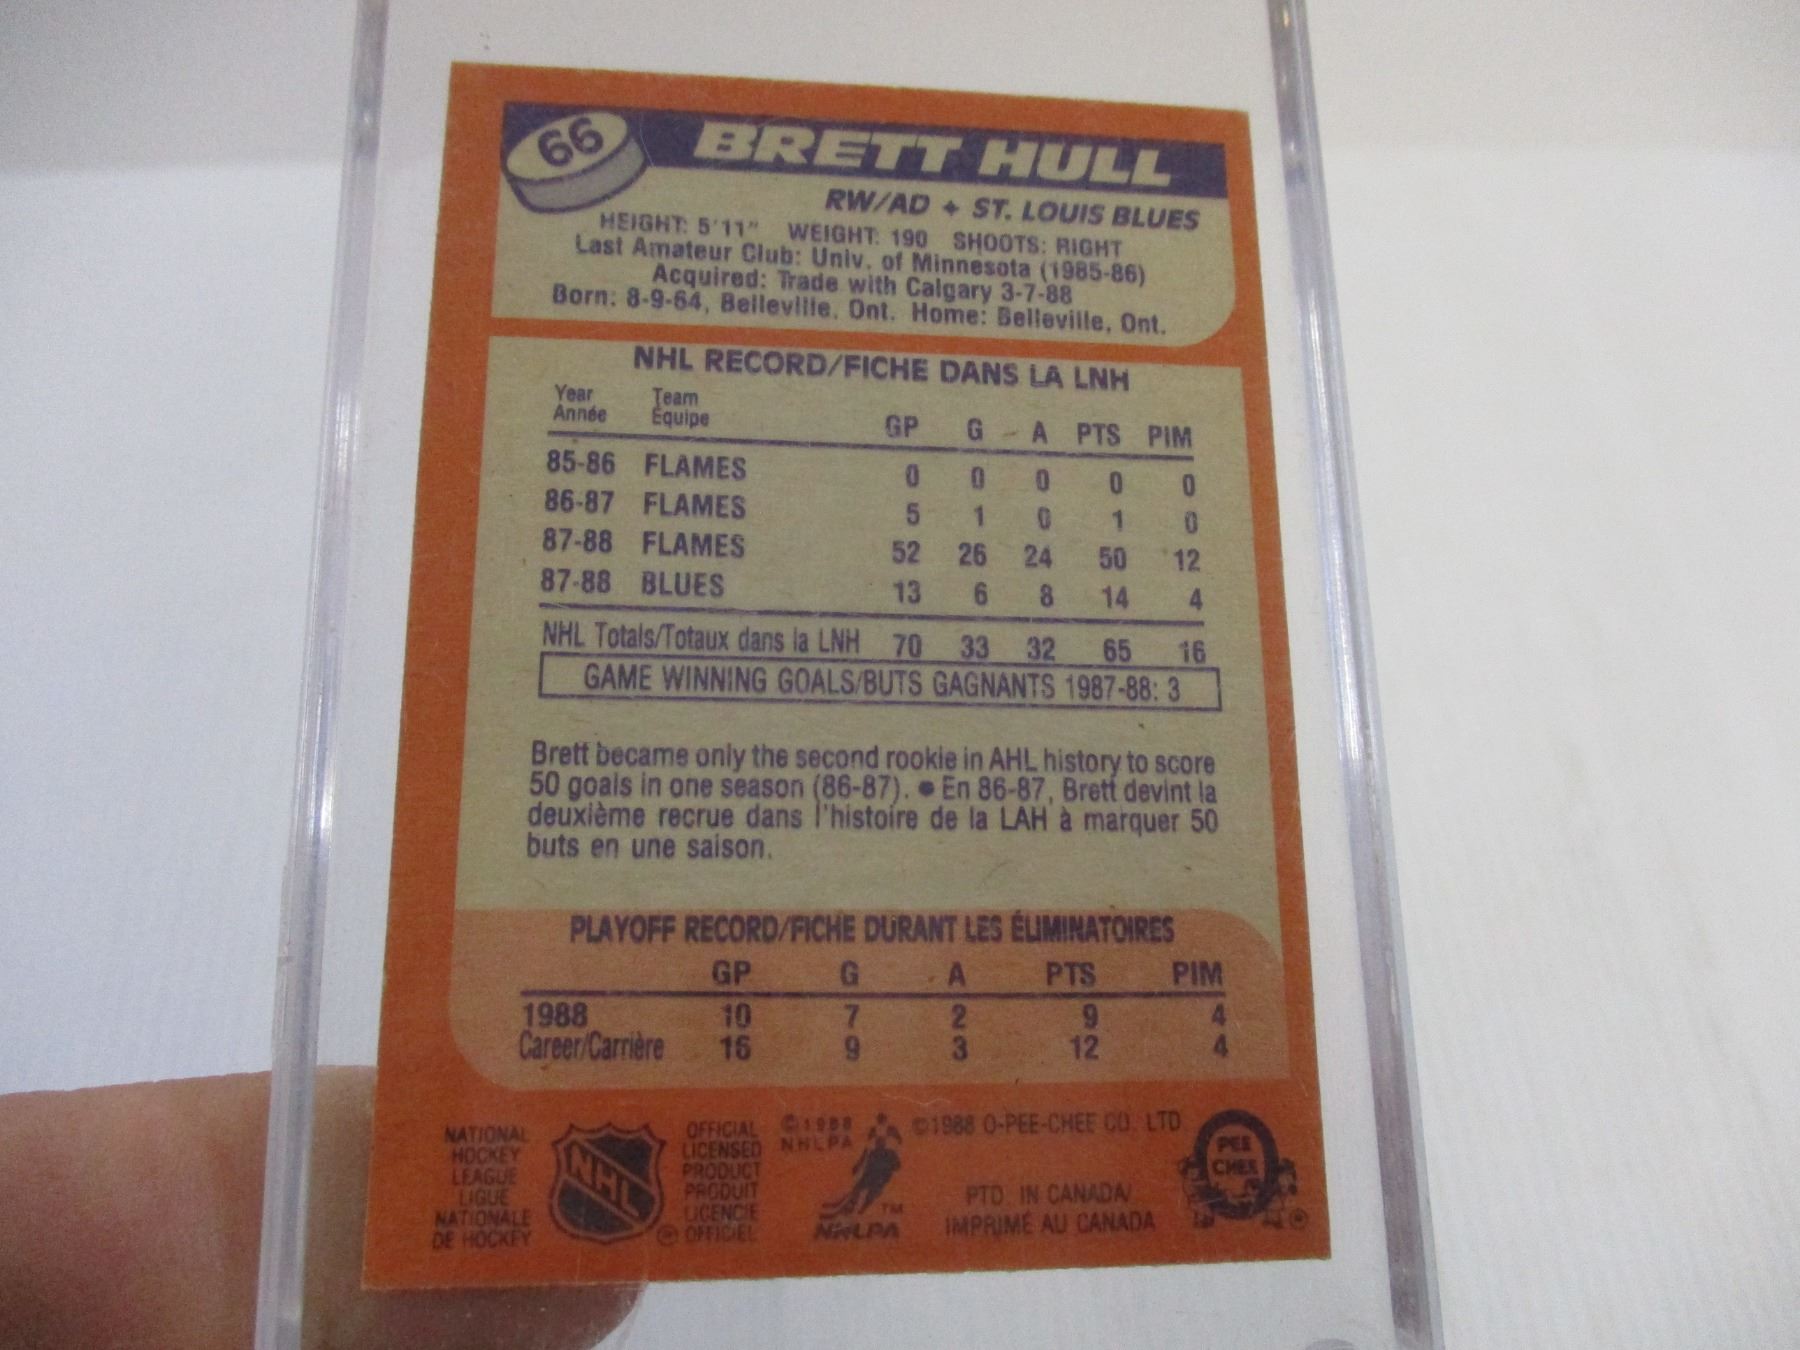 66 BRETT HULL
RW/AD ✦ ST. LOUIS BLUES
HEIGHT: 5'11" WEIGHT: 190 SHOOTS: RIGHT
Last Amateur Club: Univ. of Minnesota (1985-86)
Acquired: Trade with Calgary 3-7-88
Born: 8-9-64, Belleville, Ont. Home: Belleville, Ont.
NHL RECORD/FICHE DANS LA LNH
Year Team
Année Équipe GP G A PTS PIM
85-86 FLAMES 0 0 0 0 0
86-87 FLAMES 5 1 0 1 0
87-88 FLAMES 52 26 24 50 12
87-88 BLUES 13 6 8 14 4
NHL Totals/Totaux dans la LNH 70 33 32 65 16
GAME WINNING GOALS/BUTS GAGNANTS 1987-88: 3
Brett became only the second rookie in AHL history to score
50 goals in one season (86-87). ● En 86-87, Brett devint la
deuxième recrue dans l'histoire de la LAH à marquer 50
buts en une saison.
PLAYOFF RECORD/FICHE DURANT LES ÉLIMINATOIRES
GP G A PTS PIM
1988 10 7 2 9 4
Career/Carrière 16 9 3 12 4
NATIONAL
HOCKEY
LEAGUE
LIGUE
NATIONALE
DE HOCKEY
NHL
®
OFFICIAL
LICENSED
PRODUCT
PRODUIT
LICENCIE
OFFICIEL
©1988
NHLPA
TM
NHLPA
©1988 O-PEE-CHEE CO. LTD.
PTD. IN CANADA/
IMPRIMÉ AU CANADA
PEE
CHEE
®